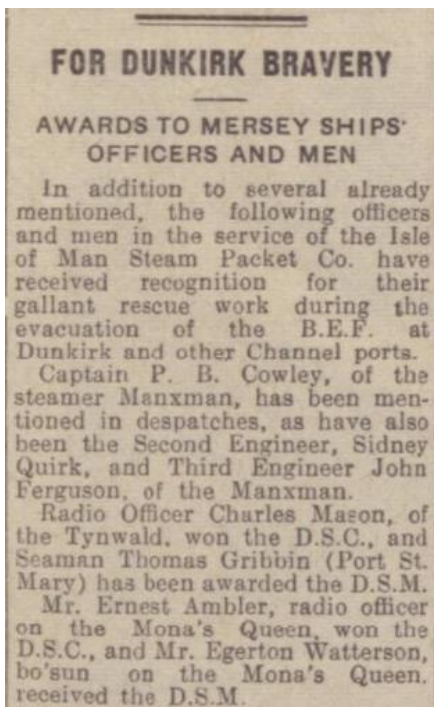 FOR DUNKIRK BRAVERY
AWARDS TO MERSEY SHIPS'
OFFICERS AND MEN
In addition to several already
mentioned, the following officers
and men in the service of the Isle
of Man Steam Packet Co. have
received recognition for their
gallant rescue work during the
evacuation of the B.E.F. at
Dunkirk and other Channel ports.
Captain P. B. Cowley, of the
steamer Manxman, has been men-
tioned in despatches, as have also
been the Second Engineer, Sidney
Quirk, and Third Engineer John
Ferguson, of the Manxman.
Radio Officer Charles Mason, of
the Tynwald, won the D.S.C., and
Seaman Thomas Gribbin (Port St.
Mary) has been awarded the D.S.M.
Mr. Ernest Ambler, radio officer
on the Mona's Queen, won the
D.S.C., and Mr. Egerton Watterson,
bo'sun on the Mona's Queen,
received the D.S.M.